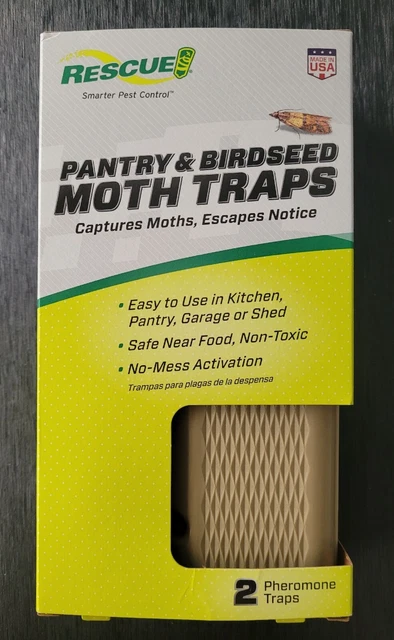 RESCUE!
Smarter Pest Control™
MADE IN
USA
PANTRY & BIRDSEED
MOTH TRAPS
Captures Moths, Escapes Notice
• Easy to Use in Kitchen,
Pantry, Garage or Shed
• Safe Near Food, Non-Toxic
• No-Mess Activation
Trampas para plagas de la despensa
2 Pheromone
Traps